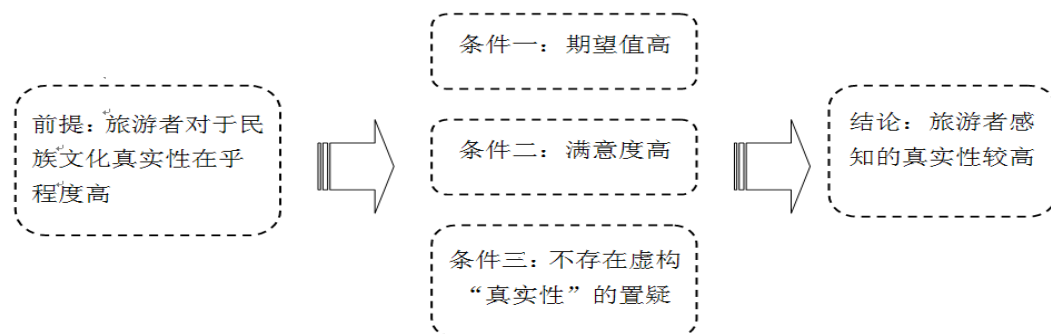 前提：旅游者对于民
族文化真实性在乎
程度高
条件一：期望值高
条件二：满意度高
条件三：不存在虚构
“真实性”的置疑
结论：旅游者感
知的真实性较高